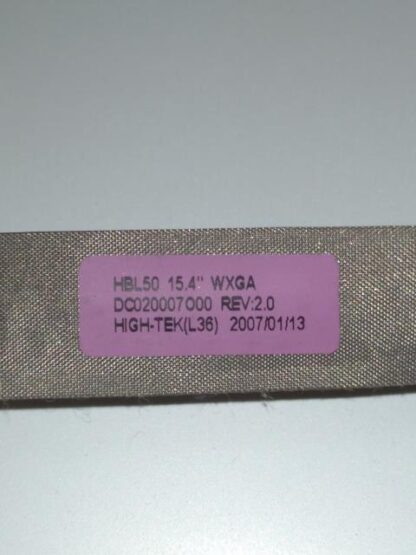 HBL50 15.4" WXGA
DC020007O00 REV:2.0
HIGH-TEK(L36) 2007/01/13